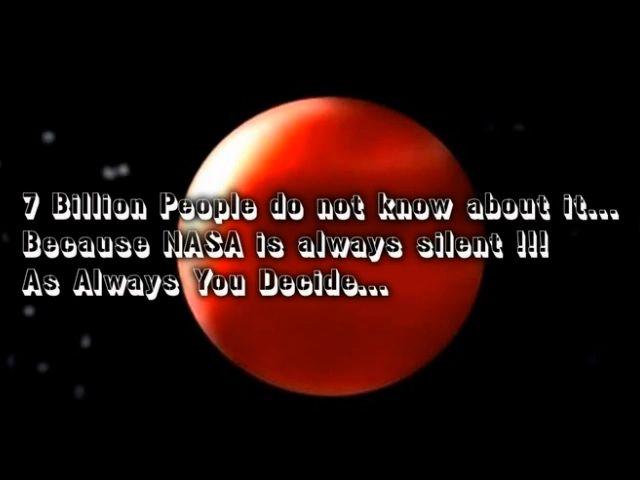 7 Billion People do not know about it...
Because NASA is always silent !!!
As Always You Decide...